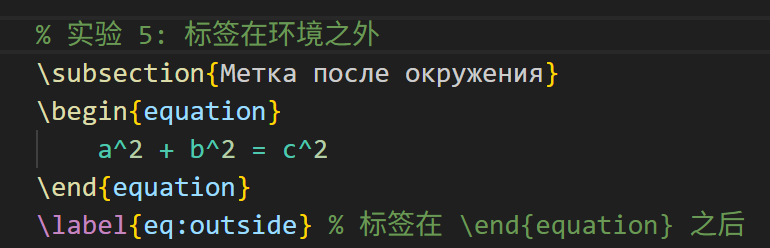 % 实验 5: 标签在环境之外
\subsection{Метка после окружения}
\begin{equation}
    a^2 + b^2 = c^2
\end{equation}
\label{eq:outside} % 标签在 \end{equation} 之后